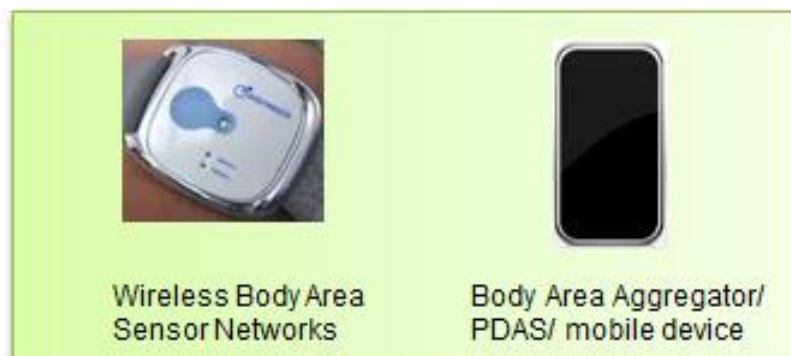 Wireless Body Area
Sensor Networks
Body Area Aggregator/
PDAS/ mobile device